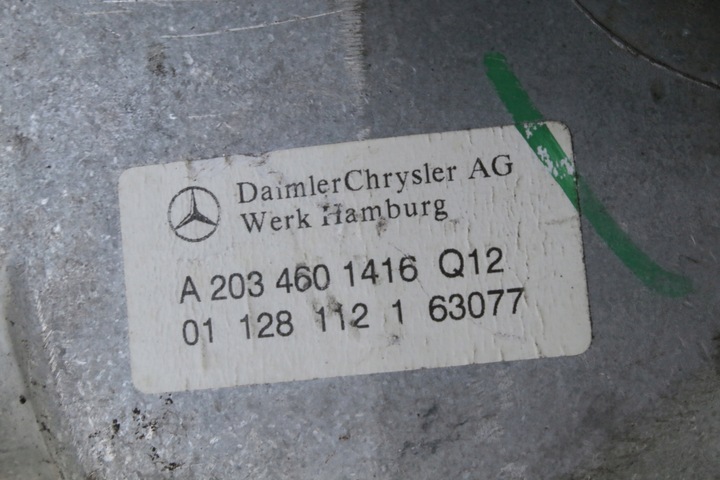 DaimlerChrysler AG
Werk Hamburg
A 203 460 1416 Q12
01 128 112 1 63077